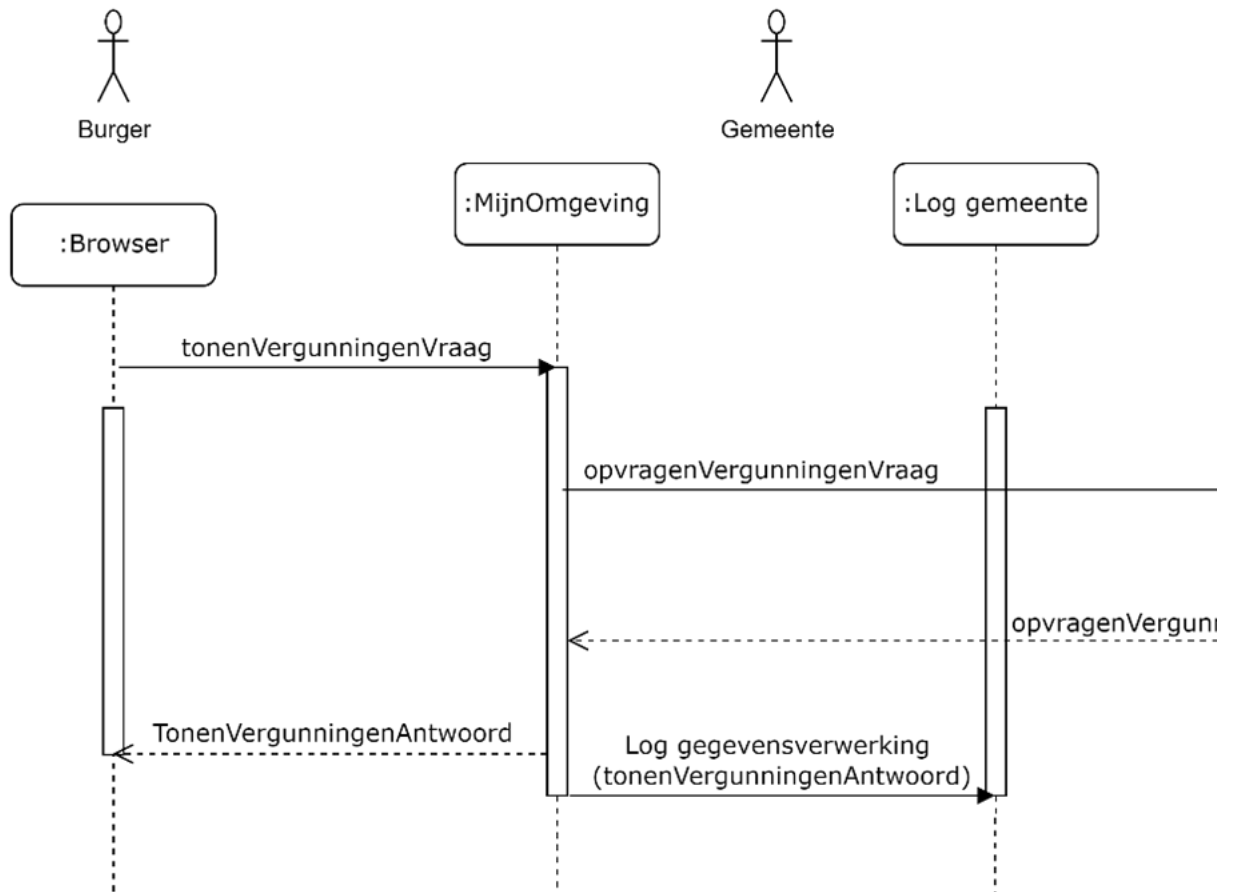 Burger
Gemeente
:MijnOmgeving
:Log gemeente
:Browser
tonenVergunningenVraag
opvragenVergunningenVraag
TonenVergunningenAntwoord
Log gegevensverwerking
(tonenVergunningenAntwoord)